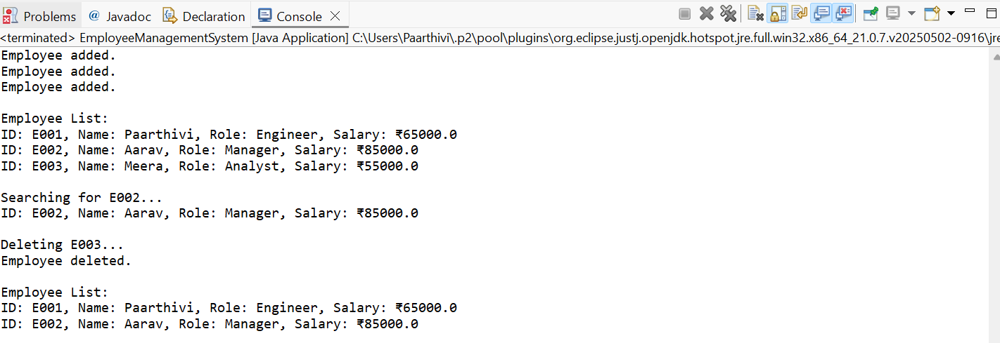 Problems @ Javadoc Declaration Console
<terminated> EmployeeManagementSystem [Java Application] C:\Users\Paarthivi\.p2\pool\plugins\org.eclipse.justj.openjdk.hotspot.jre.full.win32.x86_64_21.0.7.v20250502-0916\jre
Employee added.
Employee added.
Employee added.

Employee List:
ID: E001, Name: Paarthivi, Role: Engineer, Salary: ₹65000.0
ID: E002, Name: Aarav, Role: Manager, Salary: ₹85000.0
ID: E003, Name: Meera, Role: Analyst, Salary: ₹55000.0

Searching for E002...
ID: E002, Name: Aarav, Role: Manager, Salary: ₹85000.0

Deleting E003...
Employee deleted.

Employee List:
ID: E001, Name: Paarthivi, Role: Engineer, Salary: ₹65000.0
ID: E002, Name: Aarav, Role: Manager, Salary: ₹85000.0